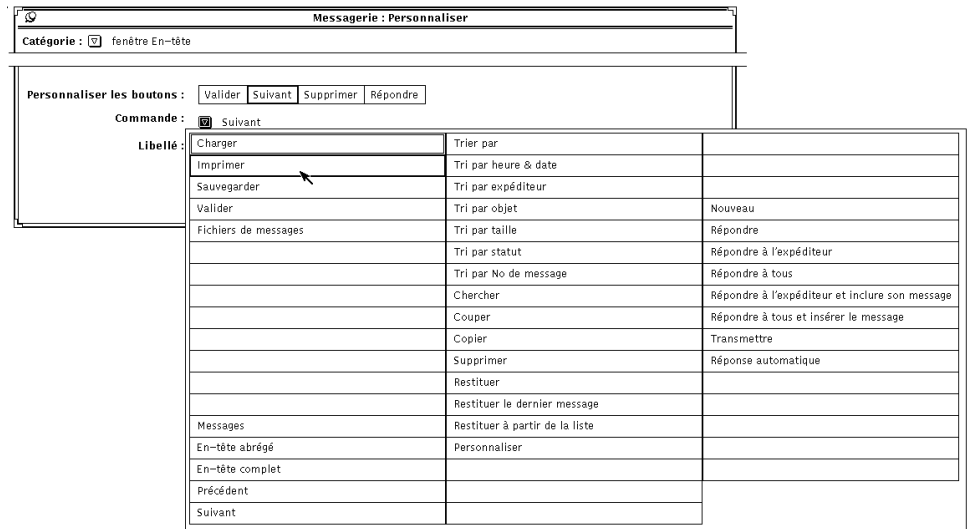 Messagerie : Personnaliser
Catégorie : fenêtre En-tête
Personnaliser les boutons : Valider Suivant Supprimer Répondre
Commande : Suivant
Libellé :
Charger
Imprimer
Sauvegarder
Valider
Fichiers de messages
Messages
En-tête abrégé
En-tête complet
Précédent
Suivant
Trier par
Tri par heure & date
Tri par expéditeur
Tri par objet
Tri par taille
Tri par statut
Tri par No de message
Chercher
Couper
Copier
Supprimer
Restituer
Restituer le dernier message
Restituer à partir de la liste
Personnaliser
Nouveau
Répondre
Répondre à l'expéditeur
Répondre à tous
Répondre à l'expéditeur et inclure son message
Répondre à tous et insérer le message
Transmettre
Réponse automatique